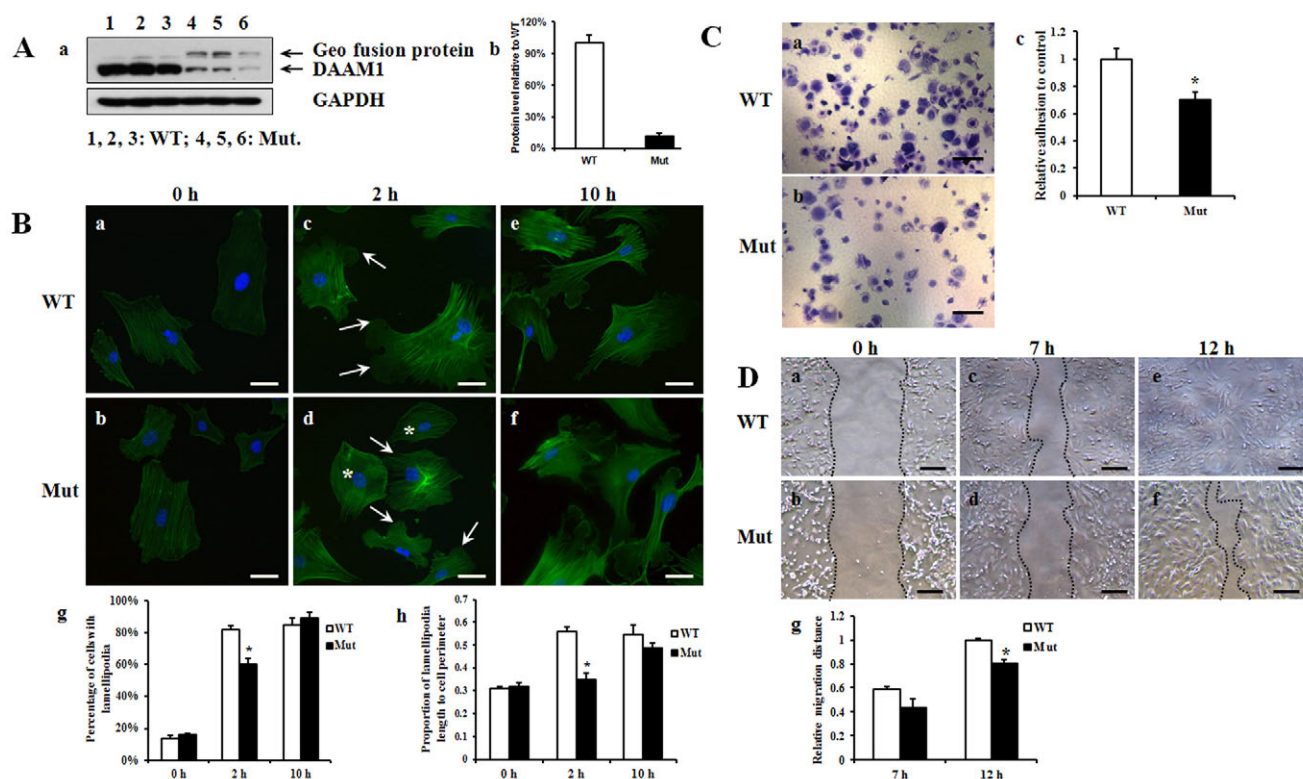 A
a
1 2 3 4 5 6
Geo fusion protein
DAAM1
GAPDH
1, 2, 3: WT; 4, 5, 6: Mut.
b
Protein level relative to WT
120%
90%
60%
30%
0%
WT Mut
B
0 h 2 h 10 h
WT
a c e
Mut
b d f
* *
g
Percentage of cells with
lamellipodia
100%
80%
60%
40%
20%
0%
*
WT
Mut
0 h 2 h 10 h
h
Proportion of lamellipodia
length to cell perimeter
0.6
0.5
0.4
0.3
0.2
0.1
0
*
WT
Mut
0 h 2 h 10 h
C
WT
a
Mut
b
c
Relative adhesion to control
1.4
1.2
1
0.8
0.6
0.4
0.2
0
*
WT Mut
D
0 h 7 h 12 h
WT
a c e
Mut
b d f
g
Relative migration distance
1.2
1
0.8
0.6
0.4
0.2
0
*
WT
Mut
7 h 12 h